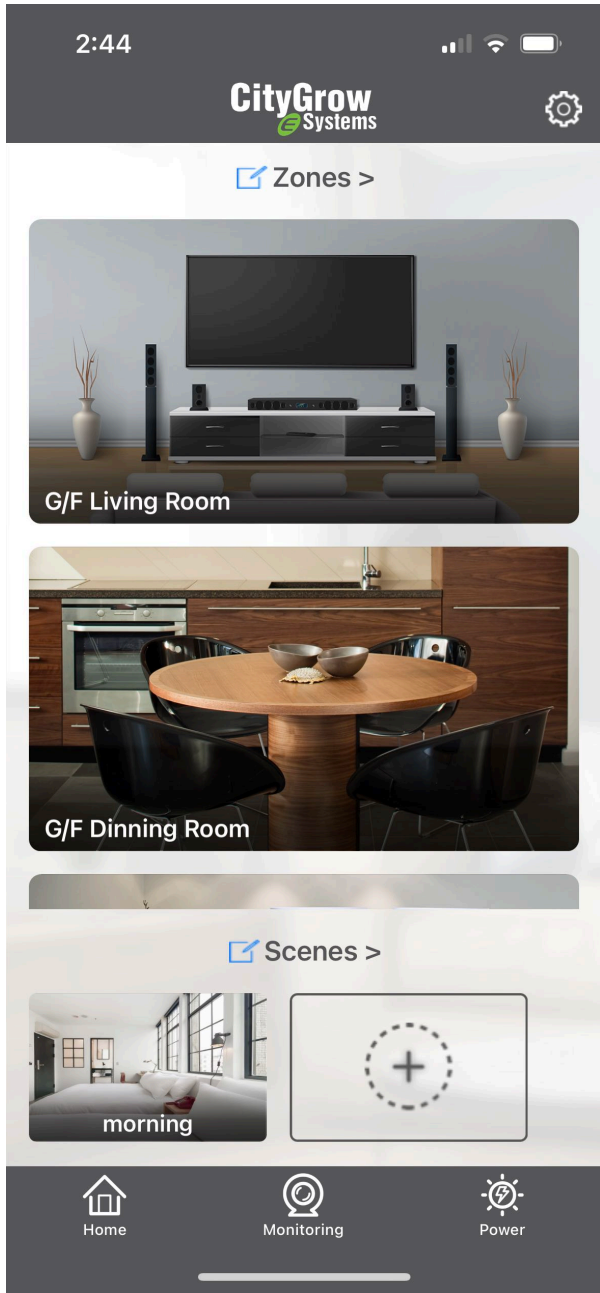 2:44
CityGrow
e Systems
Zones >
G/F Living Room
G/F Dinning Room
Scenes >
morning
Home
Monitoring
Power